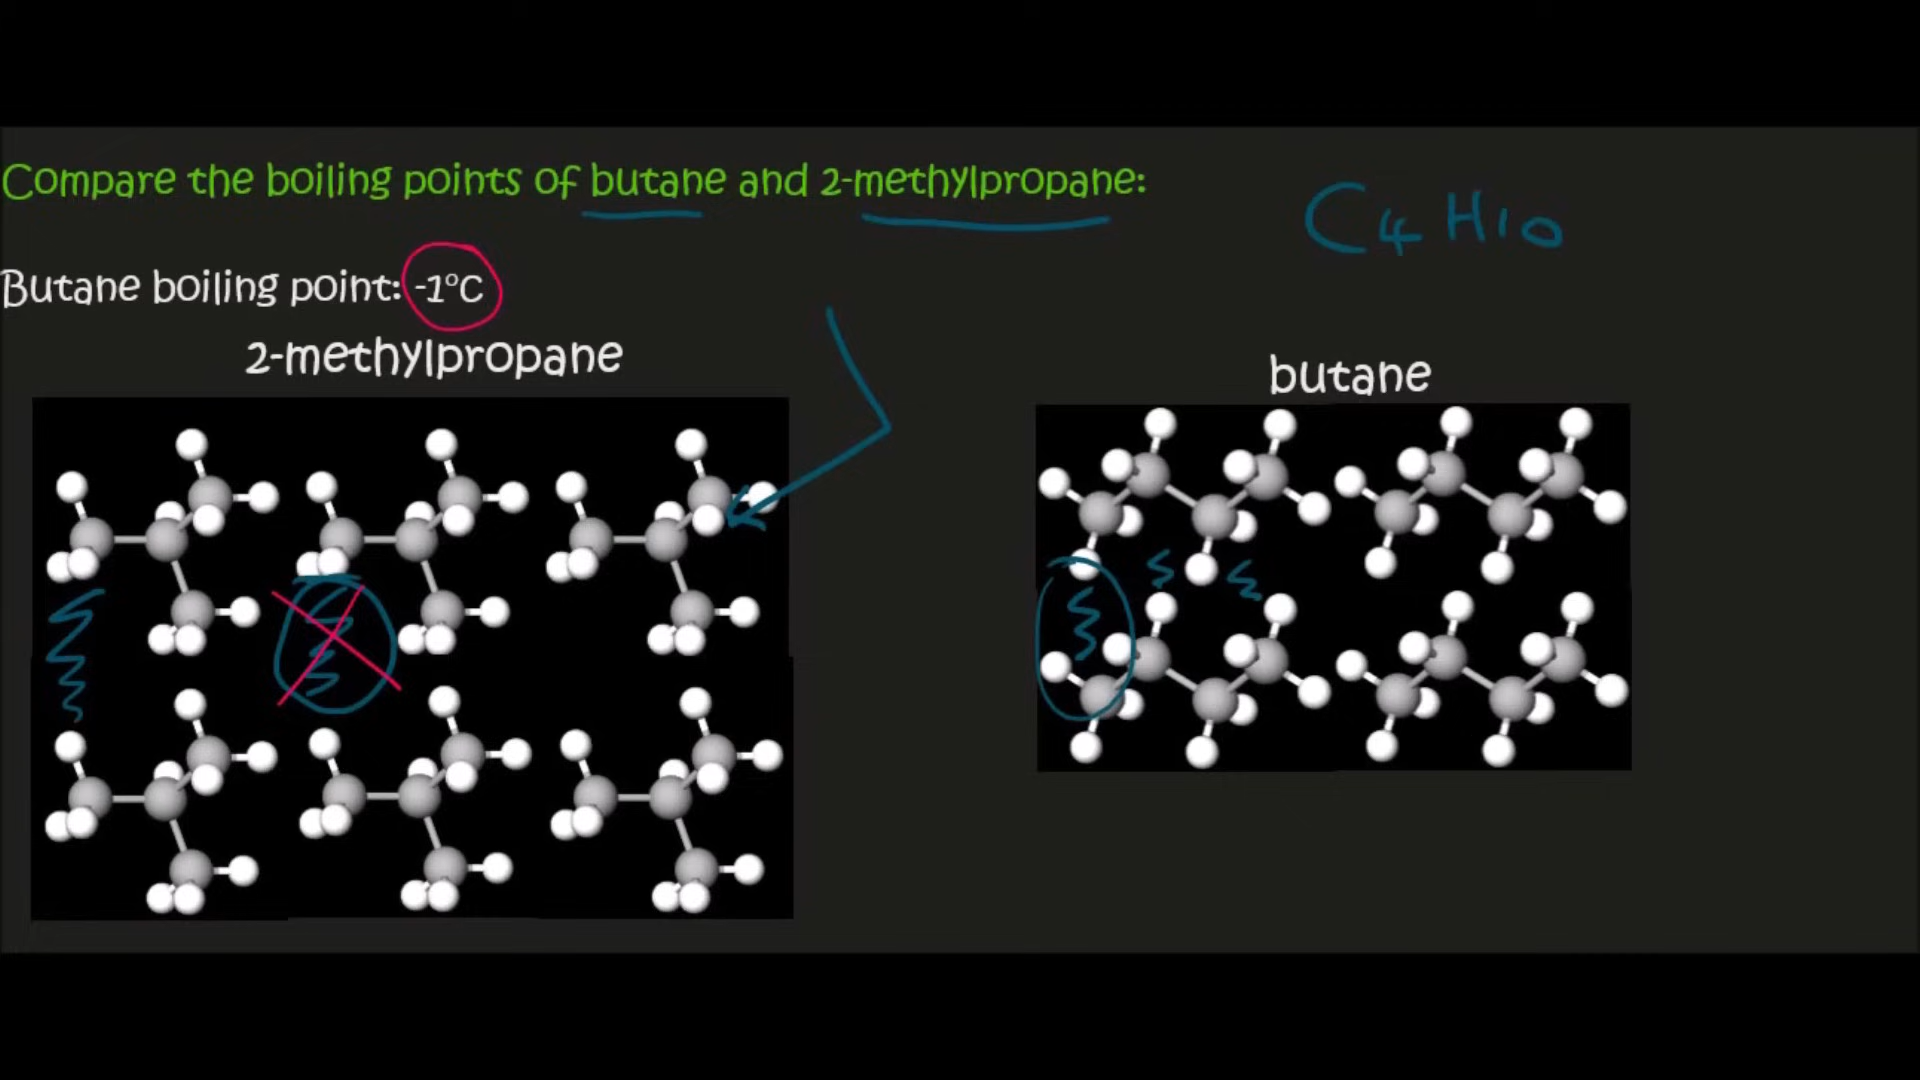 Compare the boiling points of butane and 2-methylpropane:
C4H10
Butane boiling point: -1°C
2-methylpropane
butane